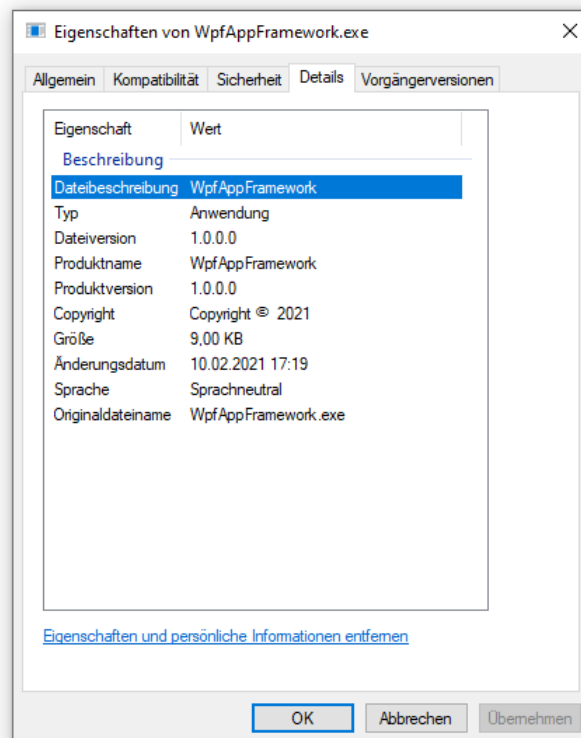 Eigenschaften von WpfAppFramework.exe
Allgemein Kompatibilität Sicherheit Details Vorgängerversionen
Eigenschaft Wert
Beschreibung
Dateibeschreibung WpfAppFramework
Typ Anwendung
Dateiversion 1.0.0.0
Produktname WpfAppFramework
Produktversion 1.0.0.0
Copyright Copyright © 2021
Größe 9,00 KB
Änderungsdatum 10.02.2021 17:19
Sprache Sprachneutral
Originaldateiname WpfAppFramework.exe
Eigenschaften und persönliche Informationen entfernen
OK Abbrechen Übernehmen